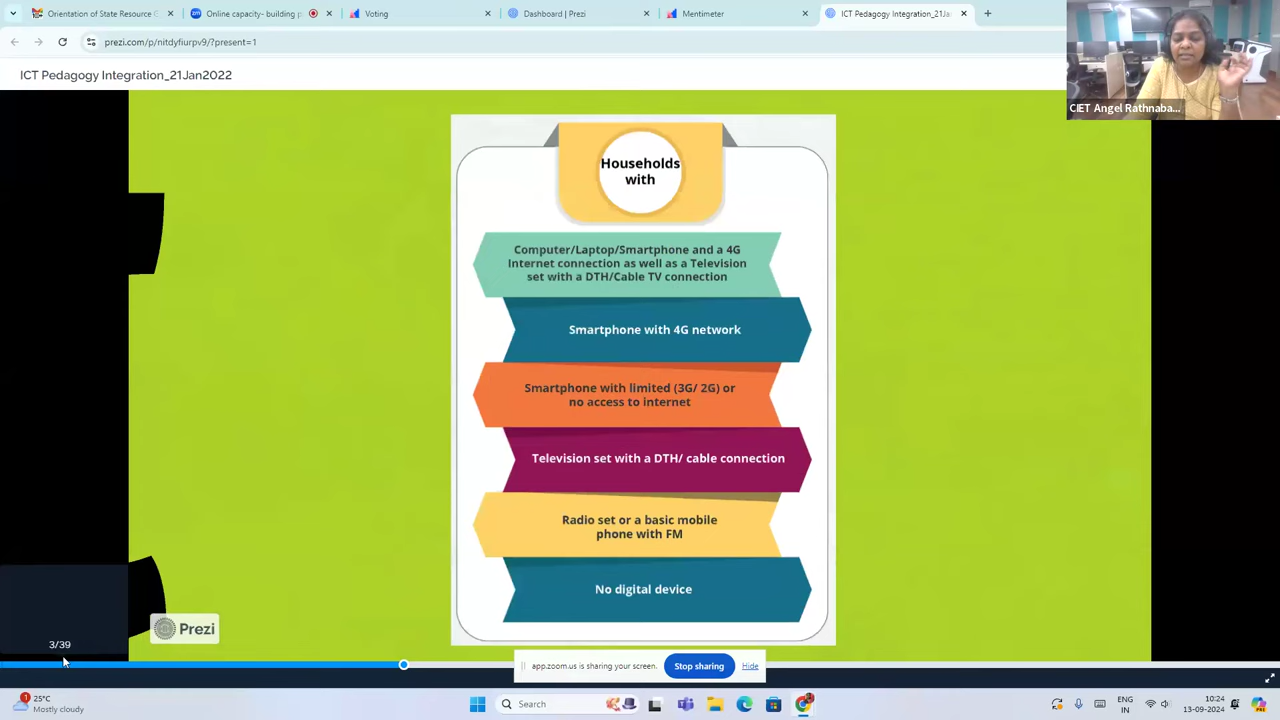 Orientation of State Resource G
Online capacity- building p
Voting
Dashboard | Prezi
Mentimeter
ICT Pedagogy Integration_21Ja
prezi.com/p/nitdyfiurpv9/?present=1
ICT Pedagogy Integration_21Jan2022
CIET Angel Rathnaba...
Households
with
Computer/Laptop/Smartphone and a 4G
Internet connection as well as a Television
set with a DTH/Cable TV connection
Smartphone with 4G network
Smartphone with limited (3G/ 2G) or
no access to internet
Television set with a DTH/ cable connection
Radio set or a basic mobile
phone with FM
No digital device
Prezi
3/39
app.zoom.us is sharing your screen.
Stop sharing
Hide
1
25°C
Mostly cloudy
Search
ENG
IN
10:24
13-09-2024